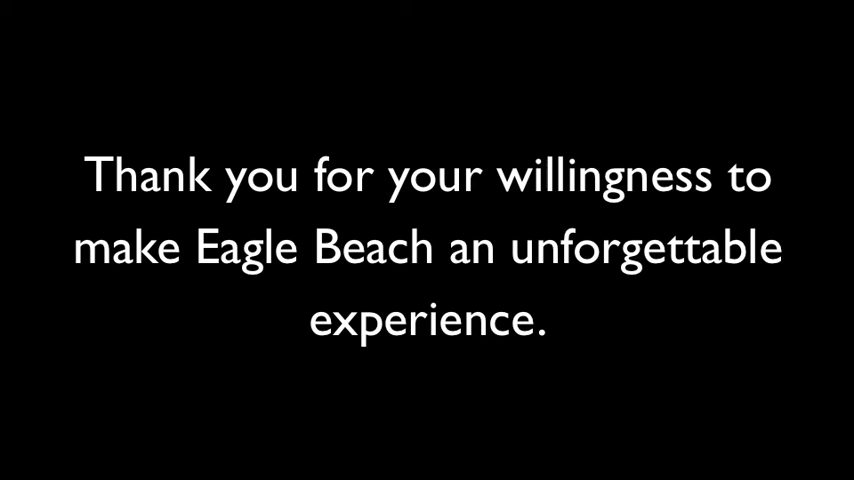 Thank you for your willingness to
make Eagle Beach an unforgettable
experience.